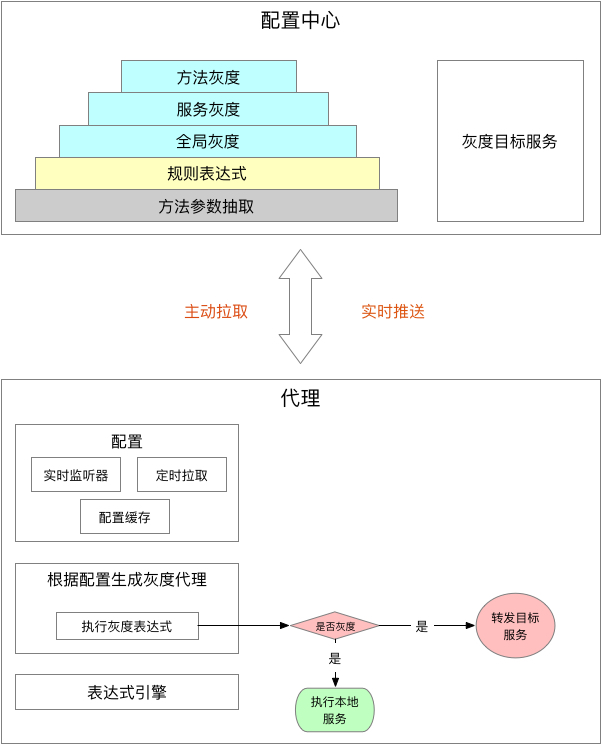 配置中心
方法灰度
服务灰度
全局灰度
规则表达式
方法参数抽取
灰度目标服务
主动拉取
实时推送
代理
配置
实时监听器
定时拉取
配置缓存
根据配置生成灰度代理
执行灰度表达式
是否灰度
是
转发目标
服务
是
执行本地
服务
表达式引擎